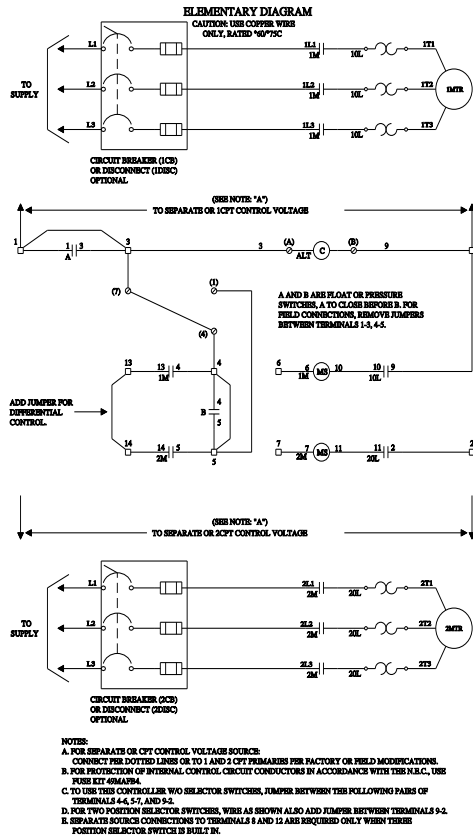 ELEMENTARY DIAGRAM
CAUTION: USE COPPER WIRE
ONLY, RATED °60/°75C
L1
1L1
1M
10L
1T1
TO
SUPPLY
L2
1L2
1M
10L
1T2
1MTR
L3
1L3
1M
10L
1T3
CIRCUIT BREAKER (1CB)
OR DISCONNECT (1DISC)
OPTIONAL
(SEE NOTE: "A")
TO SEPARATE OR 1CPT CONTROL VOLTAGE
1
1
3
A
3
3
(A)
ALT
C
(B)
9
(7)
(1)
(4)
A AND B ARE FLOAT OR PRESSURE
SWITCHES, A TO CLOSE BEFORE B. FOR
FIELD CONNECTIONS, REMOVE JUMPERS
BETWEEN TERMINALS 1-3, 4-5.
13
13
4
1M
4
6
6
1M
MS
10
10
9
10L
ADD JUMPER FOR
DIFFERENTIAL
CONTROL.
B
4
5
14
14
5
2M
5
7
7
2M
MS
11
11
2
20L
2
(SEE NOTE: "A")
TO SEPARATE OR 2CPT CONTROL VOLTAGE
L1
2L1
2M
20L
2T1
TO
SUPPLY
L2
2L2
2M
20L
2T2
2MTR
L3
2L3
2M
20L
2T3
CIRCUIT BREAKER (2CB)
OR DISCONNECT (2DISC)
OPTIONAL
NOTES:
A. FOR SEPARATE OR CPT CONTROL VOLTAGE SOURCE:
CONNECT PER DOTTED LINES OR TO 1 AND 2 CPT PRIMARIES PER FACTORY OR FIELD MODIFICATIONS.
B. FOR PROTECTION OF INTERNAL CONTROL CIRCUIT CONDUCTORS IN ACCORDANCE WITH THE N.E.C., USE
FUSE KIT 49MAFB4.
C. TO USE THIS CONTROLLER W/O SELECTOR SWITCHES, JUMPER BETWEEN THE FOLLOWING PAIRS OF
TERMINALS 4-6, 5-7, AND 9-2.
D. FOR TWO POSITION SELECTOR SWITCHES, WIRE AS SHOWN ALSO ADD JUMPER BETWEEN TERMINALS 9-2.
E. SEPARATE SOURCE CONNECTIONS TO TERMINALS 8 AND 12 ARE REQUIRED ONLY WHEN THREE
POSITION SELECTOR SWITCH IS BUILT IN.